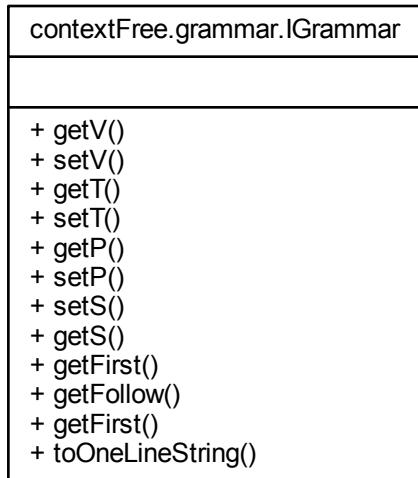 contextFree.grammar.IGrammar
+ getV()
+ setV()
+ getT()
+ setT()
+ getP()
+ setP()
+ setS()
+ getS()
+ getFirst()
+ getFollow()
+ getFirst()
+ toOneLineString()